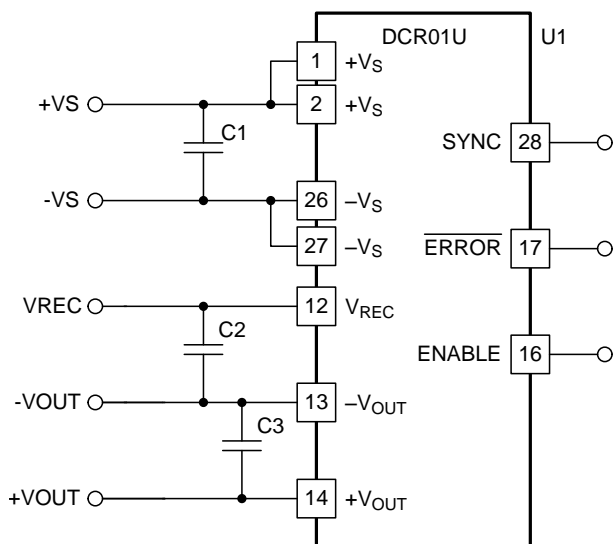 DCR01U U1
1 +VS
+VS 2 +VS
C1
SYNC 28
-VS 26 –VS
27 –VS
ERROR 17
VREC 12 VREC
C2
ENABLE 16
-VOUT 13 –VOUT
C3
+VOUT 14 +VOUT